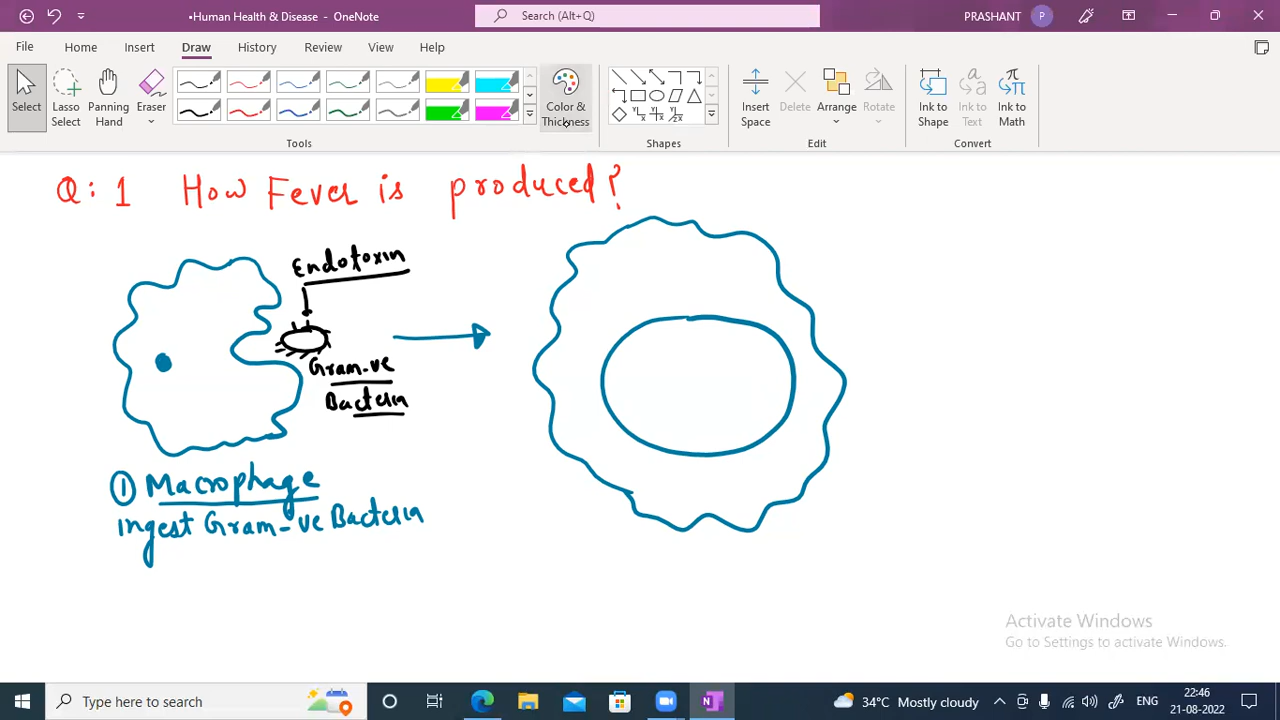 •Human Health & Disease - OneNote
Search (Alt+Q)
PRASHANT P
File Home Insert Draw History Review View Help
Select
Lasso Select
Panning Hand
Eraser
Color & Thickness
Insert Space
Delete
Arrange
Rotate
Ink to Shape
Ink to Text
Ink to Math
Tools Shapes Edit Convert
Q: 1 How Fever is produced?
Endotoxin
Gram-ve
Bacteria
① Macrophage
ingest Gram-ve Bacteria
Activate Windows
Go to Settings to activate Windows.
Type here to search
34°C Mostly cloudy
ENG
22:46
21-08-2022